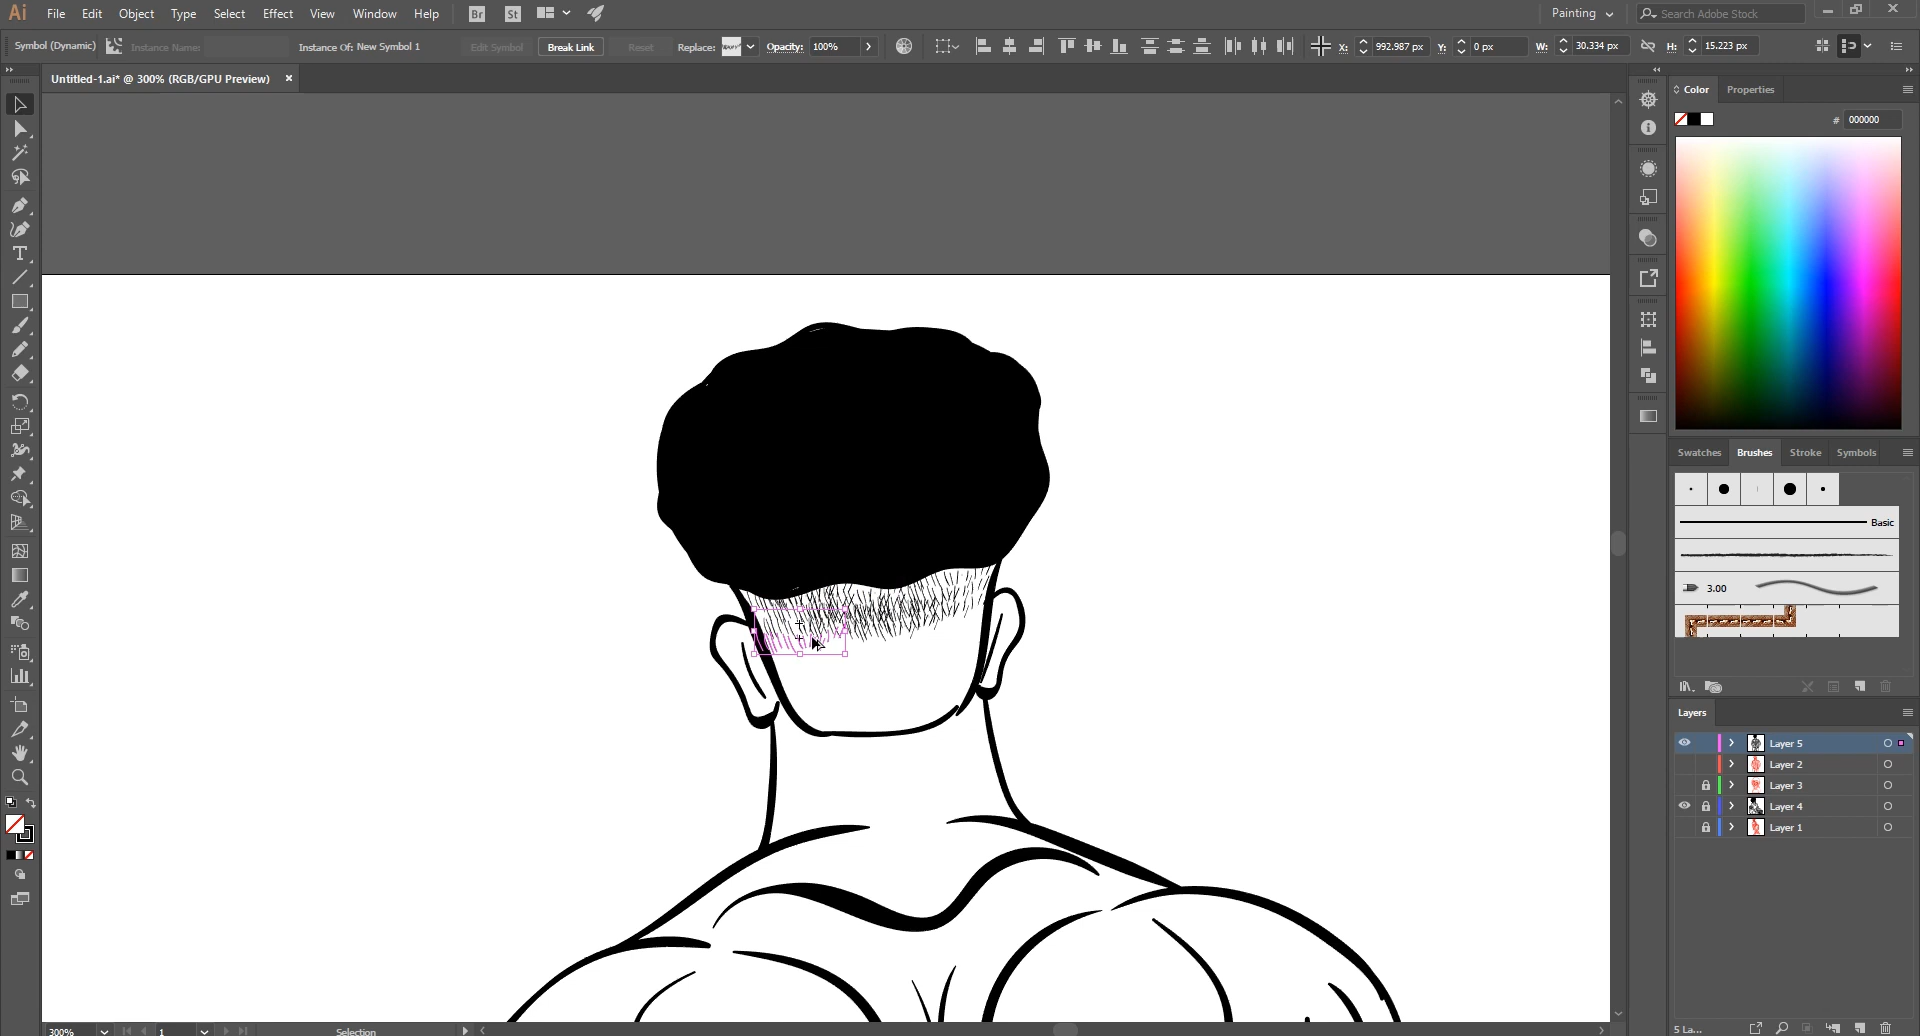 Ai File Edit Object Type Select Effect View Window Help Br St Painting Search Adobe Stock
Symbol (Dynamic) Instance Name: Instance Of: New Symbol 1 Edit Symbol Break Link Reset Replace: Opacity: 100% X: 992.987 px Y: 0 px W: 30.334 px H: 15.223 px
Untitled-1.ai* @ 300% (RGB/GPU Preview)
Color Properties
# 000000
Swatches Brushes Stroke Symbols
Basic
3.00
Layers
Layer 5
Layer 2
Layer 3
Layer 4
Layer 1
300% 1 Selection 5 La...